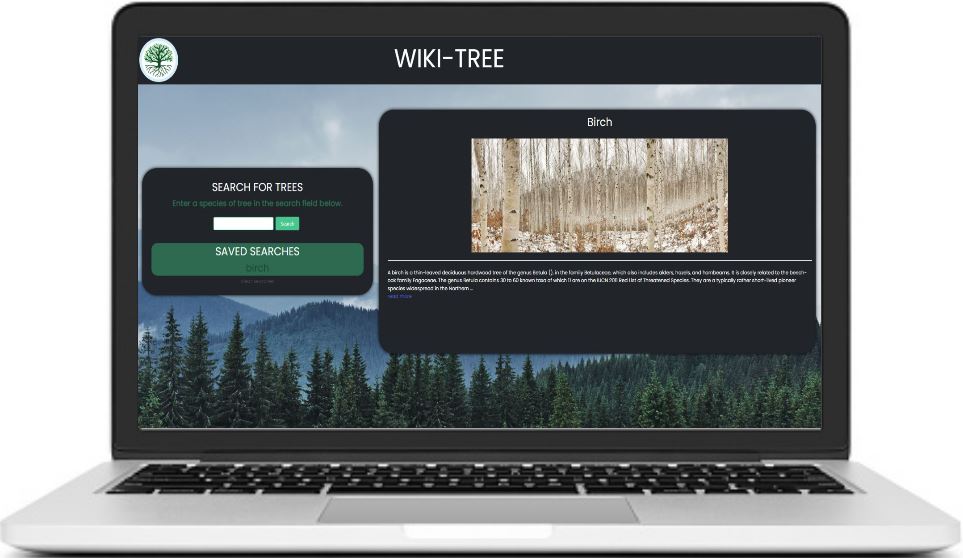 WIKI-TREE
SEARCH FOR TREES
Enter a species of tree in the search field below.
Search
SAVED SEARCHES
birch
Birch
A birch is a thin-leaved deciduous hardwood tree of the genus Betula (), in the family Betulaceae, which also includes alders, hazels, and hornbeams. It is closely related to the beech-
oak family Fagaceae. The genus Betula contains 30 to 60 known taxa of which 11 are on the IUCN 2011 Red List of Threatened Species. They are a typically rather short-lived pioneer
species widespread in the Northern ...
read more